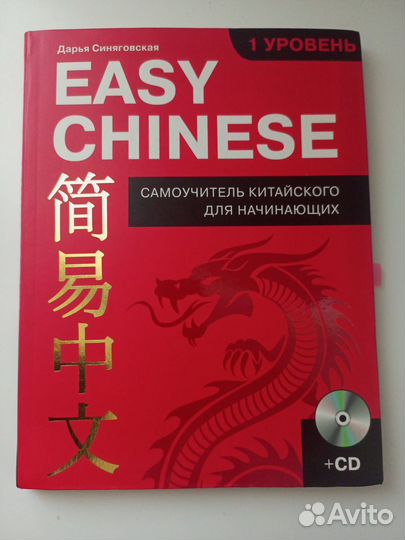 Дарья Синяговская
1 УРОВЕНЬ
EASY
CHINESE
САМОУЧИТЕЛЬ КИТАЙСКОГО
ДЛЯ НАЧИНАЮЩИХ
简易中文
+CD
Avito